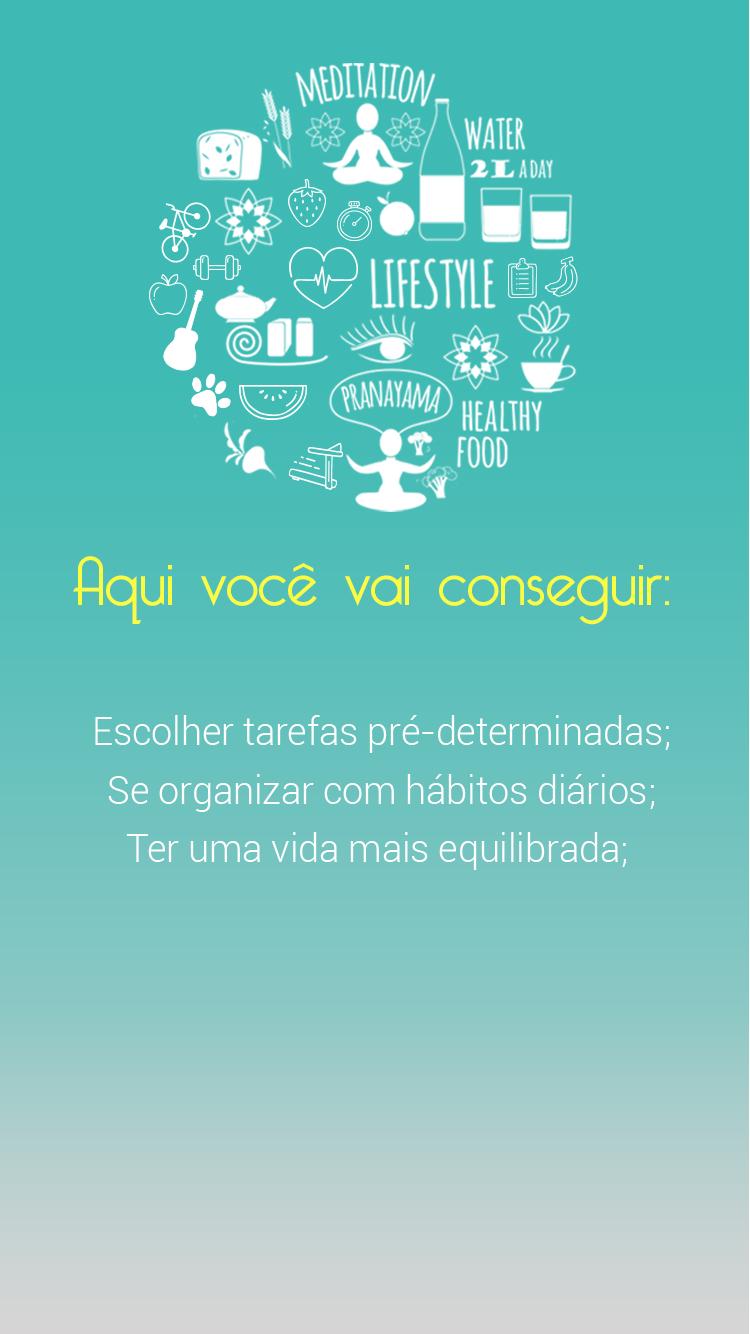 MEDITATION
WATER
2L A DAY
LIFESTYLE
PRANAYAMA
HEALTHY
FOOD
Aqui você vai conseguir:
Escolher tarefas pré-determinadas;
Se organizar com hábitos diários;
Ter uma vida mais equilibrada;